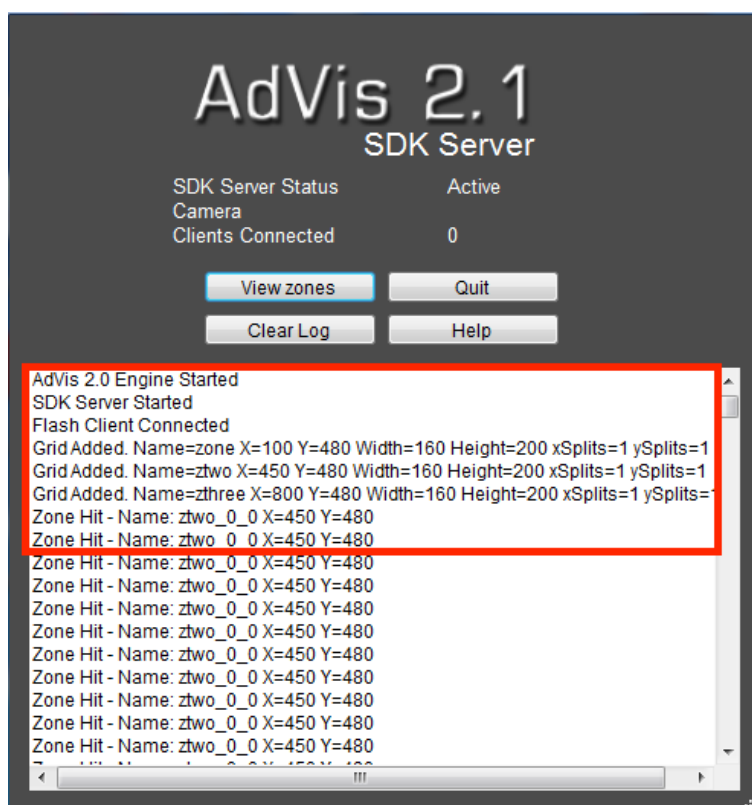 AdVis 2.1
SDK Server
SDK Server Status Active
Camera
Clients Connected 0
View zones Quit
Clear Log Help
AdVis 2.0 Engine Started
SDK Server Started
Flash Client Connected
Grid Added. Name=zone X=100 Y=480 Width=160 Height=200 xSplits=1 ySplits=1
Grid Added. Name=ztwo X=450 Y=480 Width=160 Height=200 xSplits=1 ySplits=1
Grid Added. Name=zthree X=800 Y=480 Width=160 Height=200 xSplits=1 ySplits=1
Zone Hit - Name: ztwo_0_0 X=450 Y=480
Zone Hit - Name: ztwo_0_0 X=450 Y=480
Zone Hit - Name: ztwo_0_0 X=450 Y=480
Zone Hit - Name: ztwo_0_0 X=450 Y=480
Zone Hit - Name: ztwo_0_0 X=450 Y=480
Zone Hit - Name: ztwo_0_0 X=450 Y=480
Zone Hit - Name: ztwo_0_0 X=450 Y=480
Zone Hit - Name: ztwo_0_0 X=450 Y=480
Zone Hit - Name: ztwo_0_0 X=450 Y=480
Zone Hit - Name: ztwo_0_0 X=450 Y=480
Zone Hit - Name: ztwo_0_0 X=450 Y=480